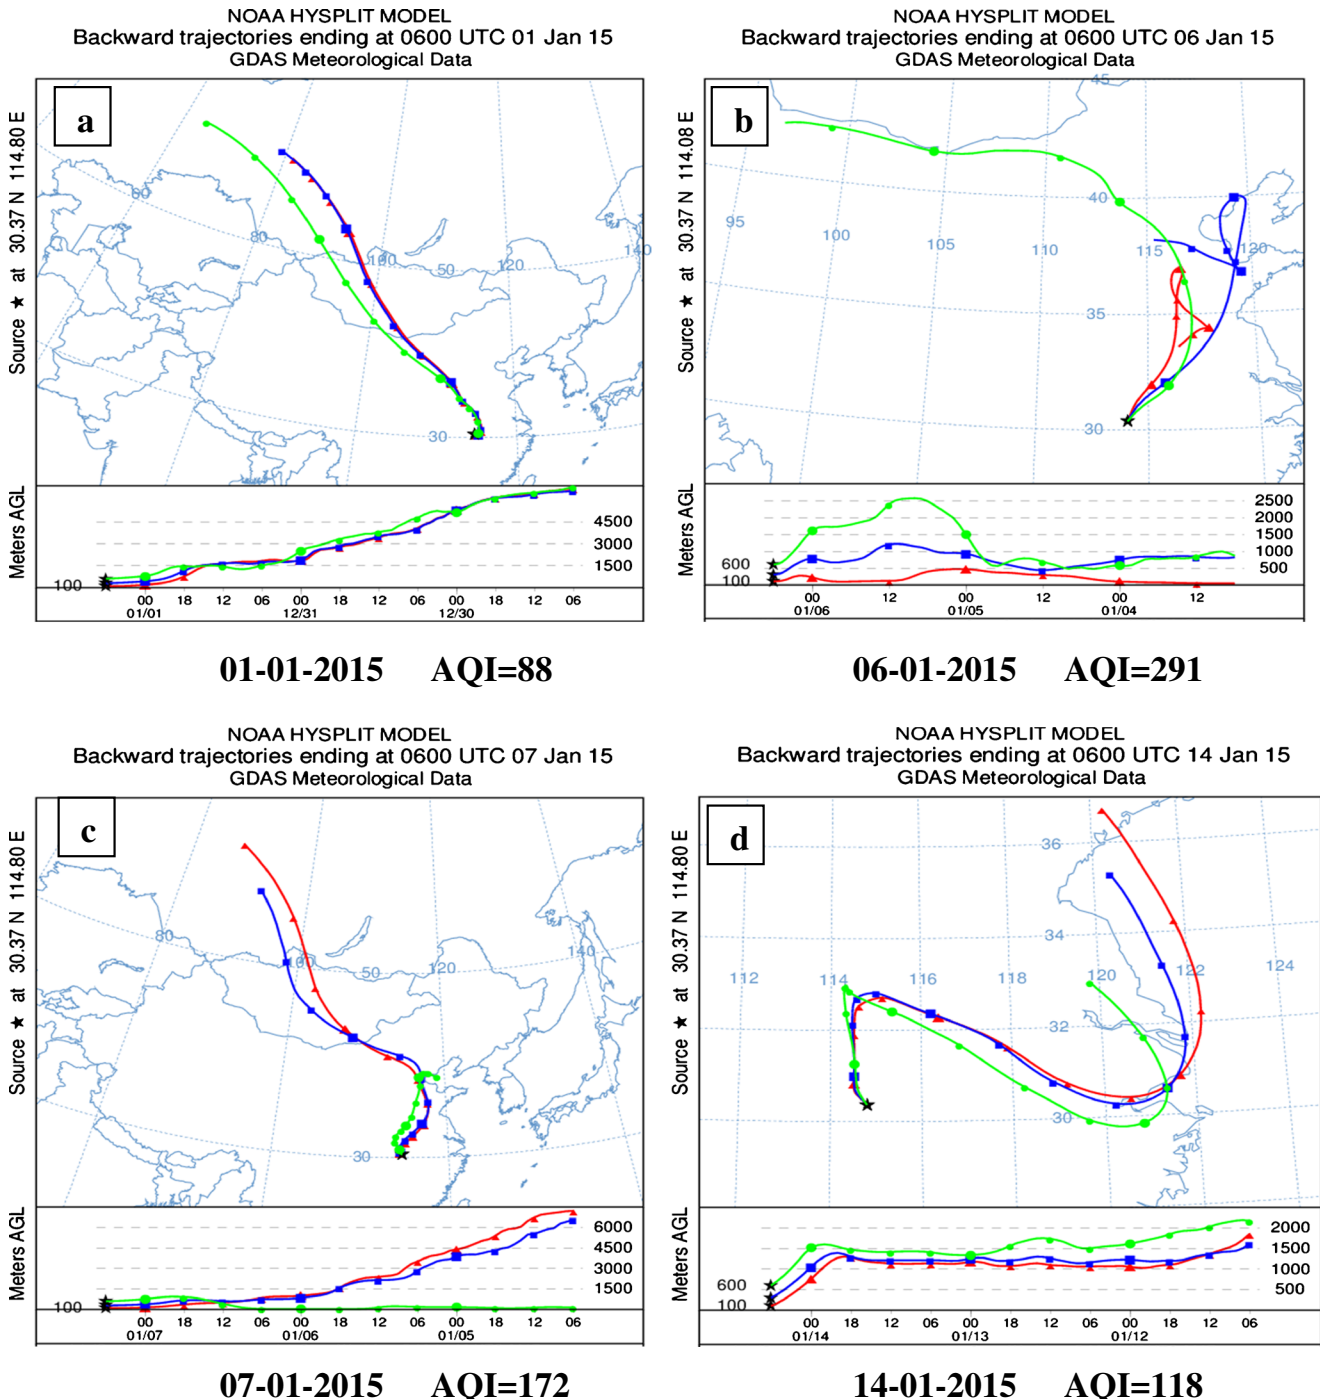 NOAA HYSPLIT MODEL
Backward trajectories ending at 0600 UTC 01 Jan 15
GDAS Meteorological Data
a
Source ★ at 30.37 N 114.80 E
60
80
100
50
120
140
30
Meters AGL
4500
3000
1500
100
00 18 12 06 00 18 12 06 00 18 12 06
01/01 12/31 12/30
01-01-2015 AQI=88
NOAA HYSPLIT MODEL
Backward trajectories ending at 0600 UTC 06 Jan 15
GDAS Meteorological Data
b
Source ★ at 30.37 N 114.08 E
45
40
95
100
105
110
115
120
35
30
Meters AGL
2500
2000
1500
1000
500
600
100
00 12 00 12 00 12
01/06 01/05 01/04
06-01-2015 AQI=291
NOAA HYSPLIT MODEL
Backward trajectories ending at 0600 UTC 07 Jan 15
GDAS Meteorological Data
c
Source ★ at 30.37 N 114.80 E
80
100
50
120
140
30
Meters AGL
6000
4500
3000
1500
100
00 18 12 06 00 18 12 06 00 18 12 06
01/07 01/06 01/05
07-01-2015 AQI=172
NOAA HYSPLIT MODEL
Backward trajectories ending at 0600 UTC 14 Jan 15
GDAS Meteorological Data
d
Source ★ at 30.37 N 114.80 E
36
34
112 114 116 118 120 122 124
32
30
Meters AGL
2000
1500
1000
500
600
100
00 18 12 06 00 18 12 06 00 18 12 06
01/14 01/13 01/12
14-01-2015 AQI=118